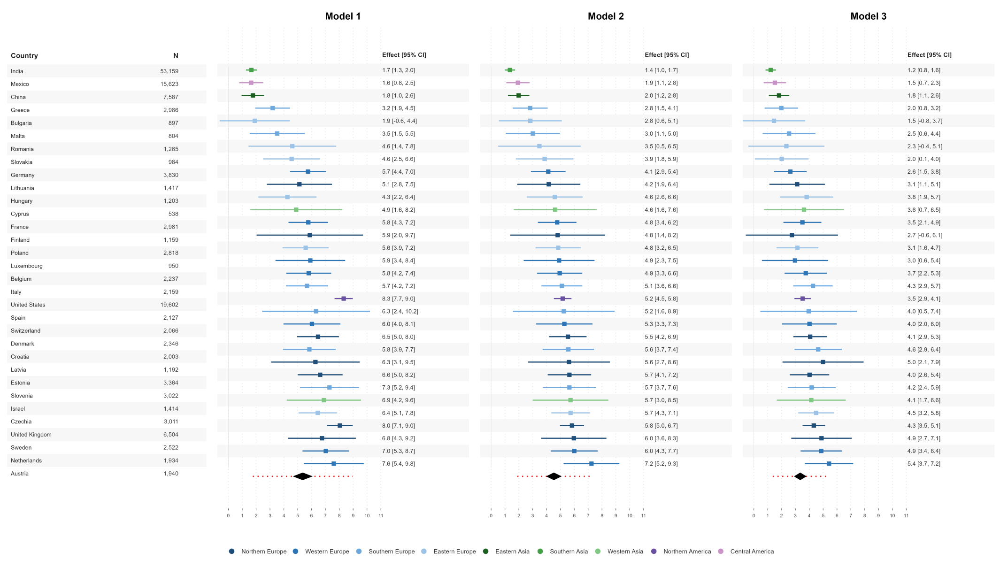 Model 1 Model 2 Model 3
Country N Effect [95% CI] Effect [95% CI] Effect [95% CI]
India 53,159 1.7 [1.3, 2.0] 1.4 [1.0, 1.7] 1.2 [0.8, 1.6]
Mexico 15,623 1.6 [0.8, 2.5] 1.9 [1.1, 2.8] 1.5 [0.7, 2.3]
China 7,587 1.8 [1.0, 2.6] 2.0 [1.2, 2.8] 1.8 [1.1, 2.6]
Greece 2,986 3.2 [1.9, 4.5] 2.8 [1.5, 4.1] 2.0 [0.8, 3.2]
Bulgaria 897 1.9 [-0.6, 4.4] 2.8 [0.6, 5.1] 1.5 [-0.8, 3.7]
Malta 804 3.5 [1.5, 5.5] 3.0 [1.1, 5.0] 2.5 [0.6, 4.4]
Romania 1,265 4.6 [1.4, 7.8] 3.5 [0.5, 6.5] 2.3 [-0.4, 5.1]
Slovakia 984 4.6 [2.5, 6.6] 3.9 [1.8, 5.9] 2.0 [0.1, 4.0]
Germany 3,830 5.7 [4.4, 7.0] 4.1 [2.9, 5.4] 2.6 [1.5, 3.8]
Lithuania 1,417 5.1 [2.8, 7.5] 4.2 [1.9, 6.4] 3.1 [1.1, 5.1]
Hungary 1,203 4.3 [2.2, 6.4] 4.6 [2.6, 6.6] 3.8 [1.9, 5.7]
Cyprus 538 4.9 [1.6, 8.2] 4.6 [1.6, 7.6] 3.6 [0.7, 6.5]
France 2,981 5.8 [4.3, 7.2] 4.8 [3.4, 6.2] 3.5 [2.1, 4.9]
Finland 1,159 5.9 [2.0, 9.7] 4.8 [1.4, 8.2] 2.7 [-0.6, 6.1]
Poland 2,818 5.6 [3.9, 7.2] 4.8 [3.2, 6.5] 3.1 [1.6, 4.7]
Luxembourg 950 5.9 [3.4, 8.4] 4.9 [2.3, 7.5] 3.0 [0.6, 5.4]
Belgium 2,237 5.8 [4.2, 7.4] 4.9 [3.3, 6.6] 3.7 [2.2, 5.3]
Italy 2,159 5.7 [4.2, 7.2] 5.1 [3.6, 6.6] 4.3 [2.9, 5.7]
United States 19,602 8.3 [7.7, 9.0] 5.2 [4.5, 5.8] 3.5 [2.9, 4.1]
Spain 2,127 6.3 [2.4, 10.2] 5.2 [1.6, 8.9] 4.0 [0.5, 7.4]
Switzerland 2,066 6.0 [4.0, 8.1] 5.3 [3.3, 7.3] 4.0 [2.0, 6.0]
Denmark 2,346 6.5 [5.0, 8.0] 5.5 [4.2, 6.9] 4.1 [2.9, 5.3]
Croatia 2,003 5.8 [3.9, 7.7] 5.6 [3.7, 7.4] 4.6 [2.9, 6.4]
Latvia 1,192 6.3 [3.1, 9.5] 5.6 [2.7, 8.6] 5.0 [2.1, 7.9]
Estonia 3,364 6.6 [5.0, 8.2] 5.7 [4.1, 7.2] 4.0 [2.6, 5.4]
Slovenia 3,022 7.3 [5.2, 9.4] 5.7 [3.7, 7.6] 4.2 [2.4, 5.9]
Israel 1,414 6.9 [4.2, 9.6] 5.7 [3.0, 8.5] 4.1 [1.7, 6.6]
Czechia 3,011 6.4 [5.1, 7.8] 5.7 [4.3, 7.1] 4.5 [3.2, 5.8]
United Kingdom 6,504 8.0 [7.1, 9.0] 5.8 [5.0, 6.7] 4.3 [3.5, 5.1]
Sweden 2,522 6.8 [4.3, 9.2] 6.0 [3.6, 8.3] 4.9 [2.7, 7.1]
Netherlands 1,934 7.0 [5.3, 8.7] 6.0 [4.3, 7.7] 4.9 [3.4, 6.4]
Austria 1,940 7.6 [5.4, 9.8] 7.2 [5.2, 9.3] 5.4 [3.7, 7.2]
0 1 2 3 4 5 6 7 8 9 10 11 0 1 2 3 4 5 6 7 8 9 10 11 0 1 2 3 4 5 6 7 8 9 10 11
Northern Europe Western Europe Southern Europe Eastern Europe Eastern Asia Southern Asia Western Asia Northern America Central America